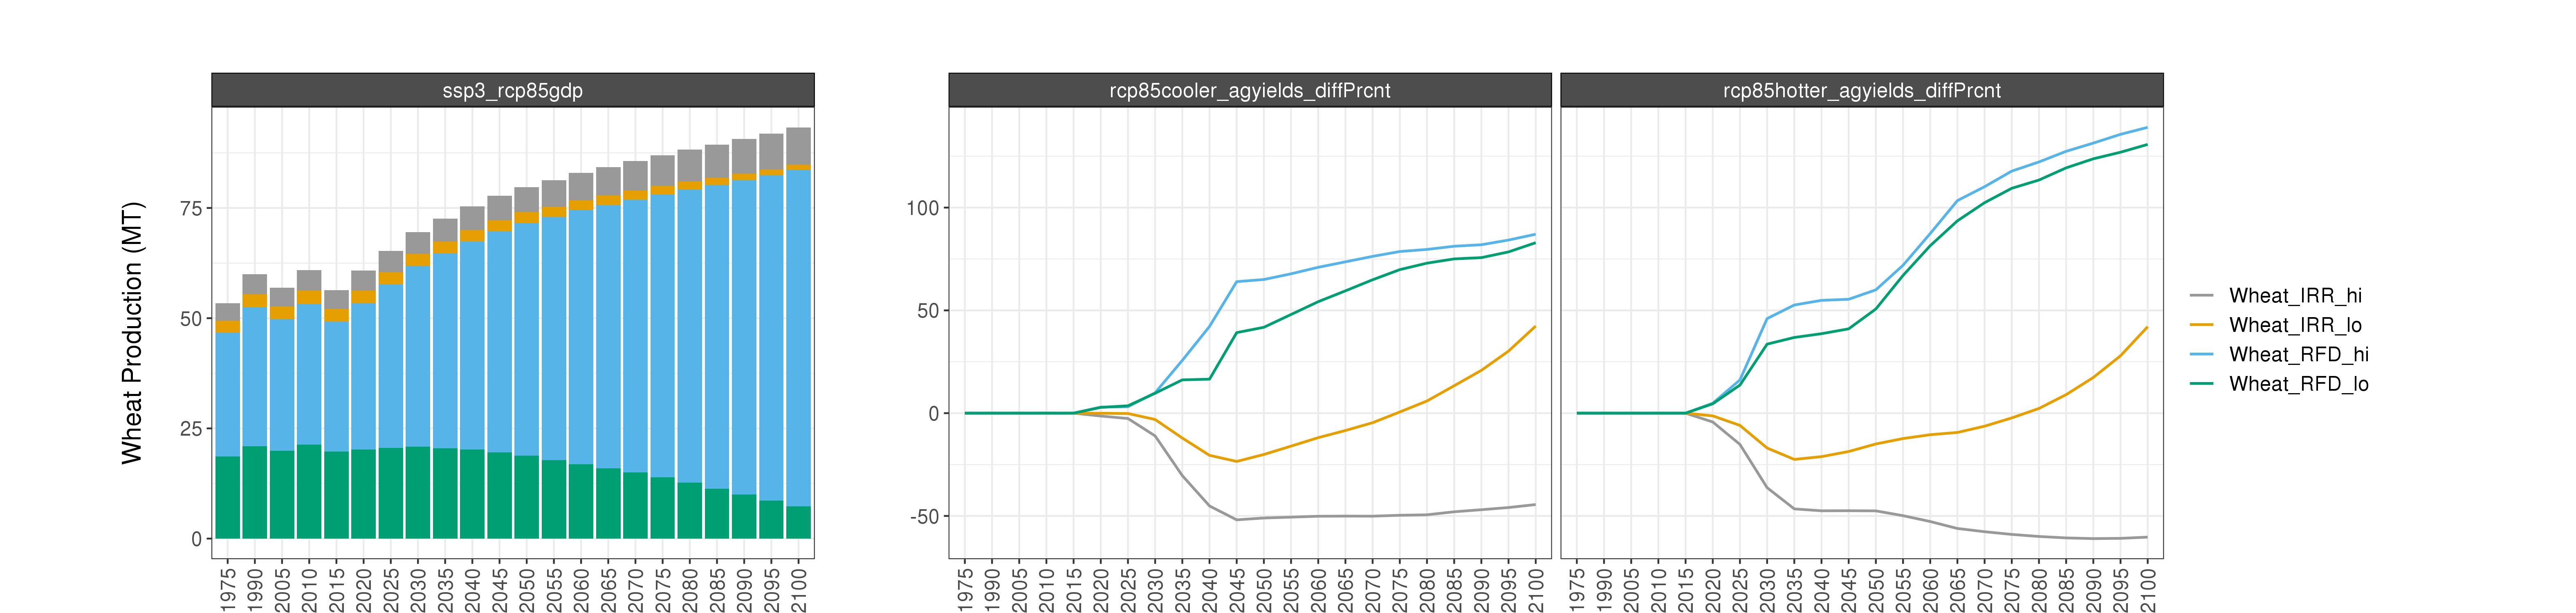 ssp3_rcp85gdp
rcp85cooler_agyields_diffPrcnt
rcp85hotter_agyields_diffPrcnt
Wheat Production (MT)
75
50
25
0
100
50
0
-50
1975 1990 2005 2010 2015 2020 2025 2030 2035 2040 2045 2050 2055 2060 2065 2070 2075 2080 2085 2090 2095 2100
1975 1990 2005 2010 2015 2020 2025 2030 2035 2040 2045 2050 2055 2060 2065 2070 2075 2080 2085 2090 2095 2100
1975 1990 2005 2010 2015 2020 2025 2030 2035 2040 2045 2050 2055 2060 2065 2070 2075 2080 2085 2090 2095 2100
Wheat_IRR_hi
Wheat_IRR_lo
Wheat_RFD_hi
Wheat_RFD_lo